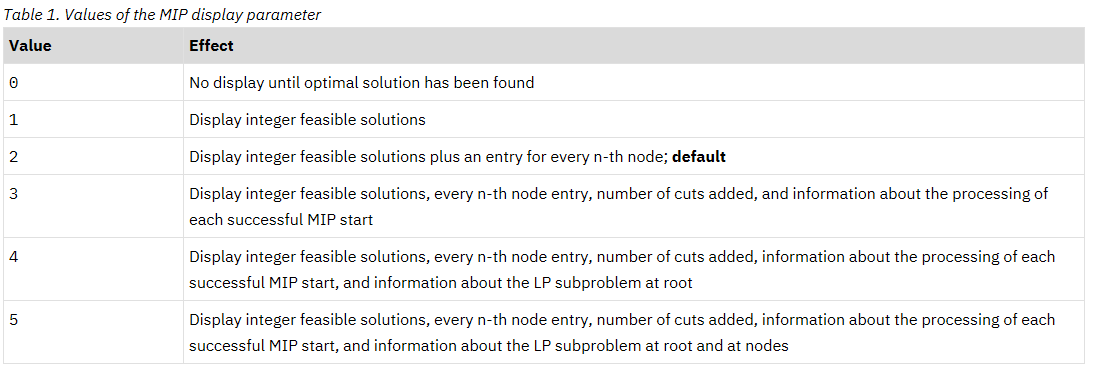 Table 1. Values of the MIP display parameter
Value Effect
0 No display until optimal solution has been found
1 Display integer feasible solutions
2 Display integer feasible solutions plus an entry for every n-th node; default
3 Display integer feasible solutions, every n-th node entry, number of cuts added, and information about the processing of
each successful MIP start
4 Display integer feasible solutions, every n-th node entry, number of cuts added, information about the processing of each
successful MIP start, and information about the LP subproblem at root
5 Display integer feasible solutions, every n-th node entry, number of cuts added, information about the processing of each
successful MIP start, and information about the LP subproblem at root and at nodes